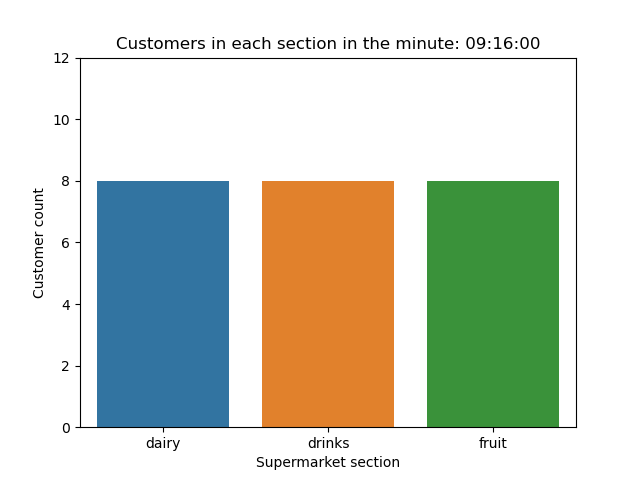 Customers in each section in the minute: 09:16:00
12
10
8
6
4
2
0
Customer count
dairy drinks fruit
Supermarket section